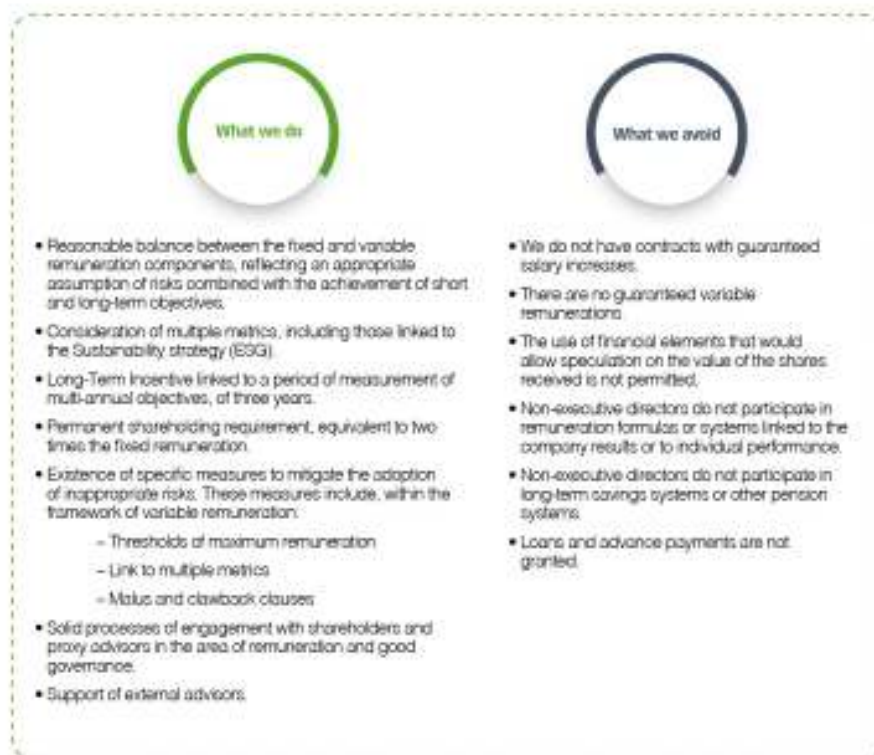 What we do
• Reasonable balance between the fixed and variable
remuneration components, reflecting an appropriate
assumption of risks combined with the achievement of short
and long-term objectives.
• Consideration of multiple metrics, including those linked to
the Sustainability strategy (ESG).
• Long-Term Incentive linked to a period of measurement of
multi-annual objectives, of three years.
• Permanent shareholding requirement, equivalent to two
times the fixed remuneration.
• Existence of specific measures to mitigate the adoption
of inappropriate risks. These measures include, within the
framework of variable remuneration:
– Thresholds of maximum remuneration
– Link to multiple metrics
– Malus and clawback clauses
• Solid processes of engagement with shareholders and
proxy advisors in the area of remuneration and good
governance.
• Support of external advisors.
What we avoid
• We do not have contracts with guaranteed
salary increases.
• There are no guaranteed variable
remunerations.
• The use of financial elements that would
allow speculation on the value of the shares
received is not permitted.
• Non-executive directors do not participate in
remuneration formulas or systems linked to the
company results or to individual performance.
• Non-executive directors do not participate in
long-term savings systems or other pension
systems.
• Loans and advance payments are not
granted.